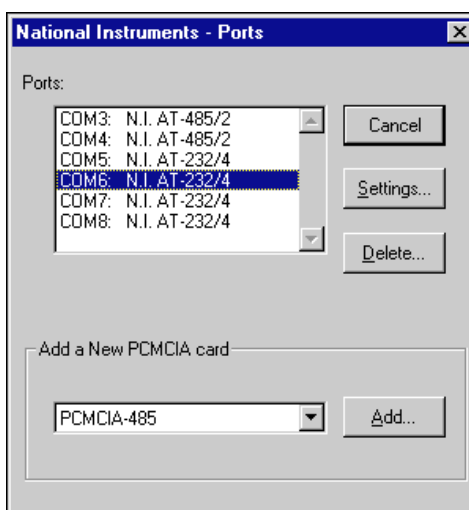 National Instruments - Ports
Ports:
COM3: N.I. AT-485/2
COM4: N.I. AT-485/2
COM5: N.I. AT-232/4
COM6: N.I. AT-232/4
COM7: N.I. AT-232/4
COM8: N.I. AT-232/4
Cancel
Settings...
Delete...
Add a New PCMCIA card
PCMCIA-485
Add...